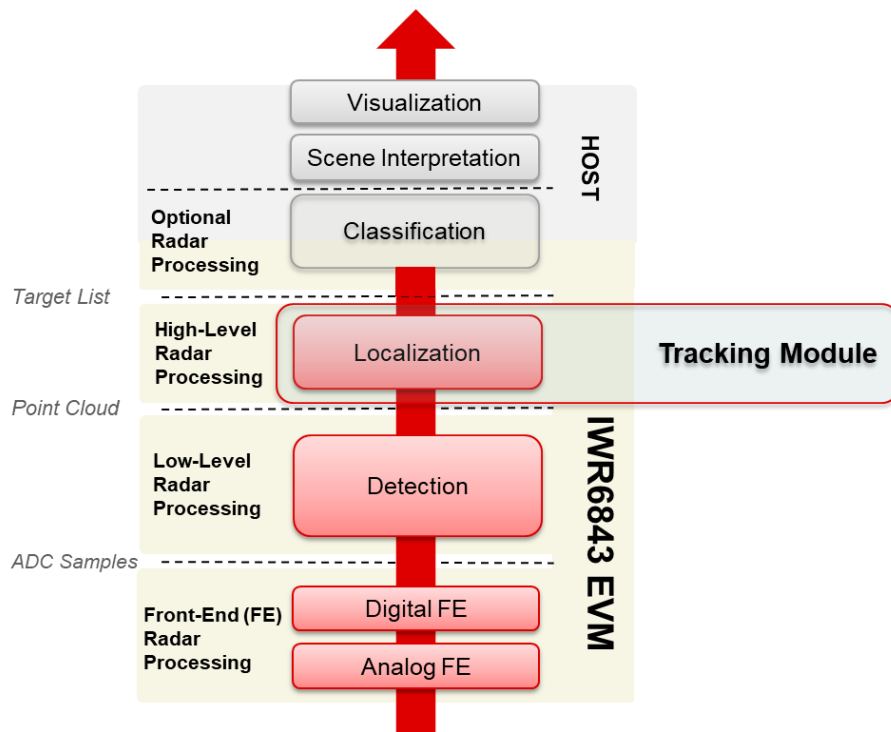 Visualization
Scene Interpretation
HOST
Optional
Radar
Processing
Classification
Target List
High-Level
Radar
Processing
Localization
Tracking Module
Point Cloud
Low-Level
Radar
Processing
Detection
IWR6843 EVM
ADC Samples
Front-End (FE)
Radar
Processing
Digital FE
Analog FE